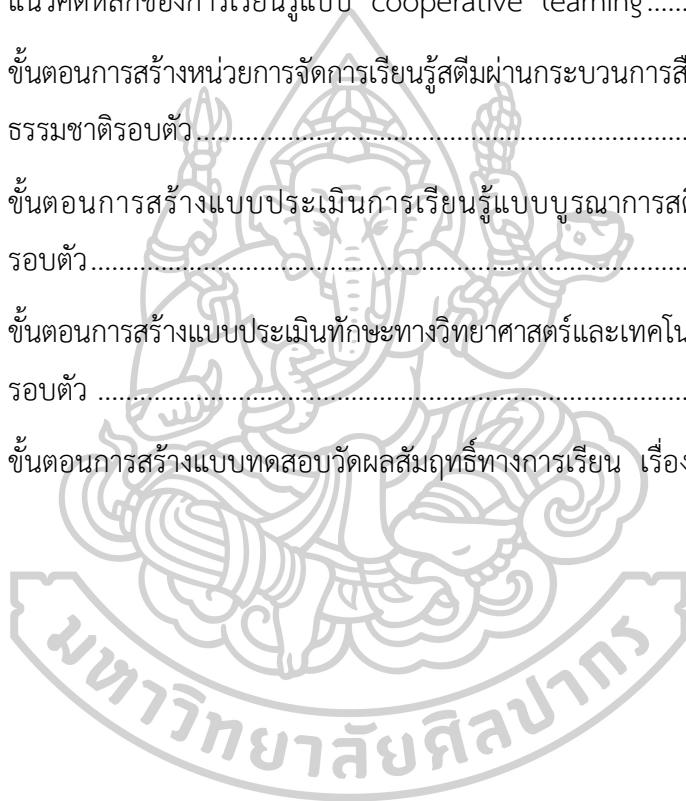 แนวคิดหลักของการเรียนรู้แบบ cooperative learning......
ขั้นตอนการสร้างหน่วยการจัดการเรียนรู้สตีมผ่านกระบวนการสื
ธรรมชาติรอบตัว................................................................................
ขั้นตอนการสร้างแบบประเมินการเรียนรู้แบบบูรณาการสตี
รอบตัว................................................................................................
ขั้นตอนการสร้างแบบประเมินทักษะทางวิทยาศาสตร์และเทคโน
รอบตัว ...............................................................................................
ขั้นตอนการสร้างแบบทดสอบวัดผลสัมฤทธิ์ทางการเรียน เรื่อง
มหาวิทยาลัยศิลปากร